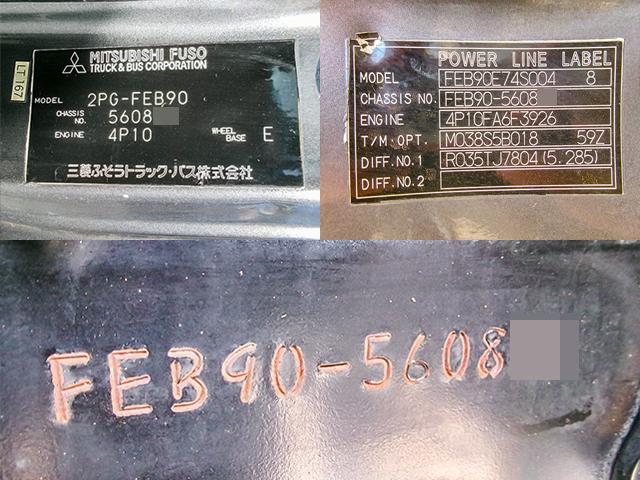 LT167
MITSUBISHI FUSO
TRUCK & BUS CORPORATION
MODEL 2PG-FEB90
CHASSIS NO. 5608
ENGINE 4P10 WHEEL BASE E
三菱ふそうトラック・バス株式会社
POWER LINE LABEL
MODEL FEB90E74S004 8
CHASSIS NO. FEB90-5608
ENGINE 4P10FA6F3926
T/M. OPT. M038S5B018 59Z
DIFF.NO.1 R035TJ7804(5.285)
DIFF.NO.2
FEB90-5608